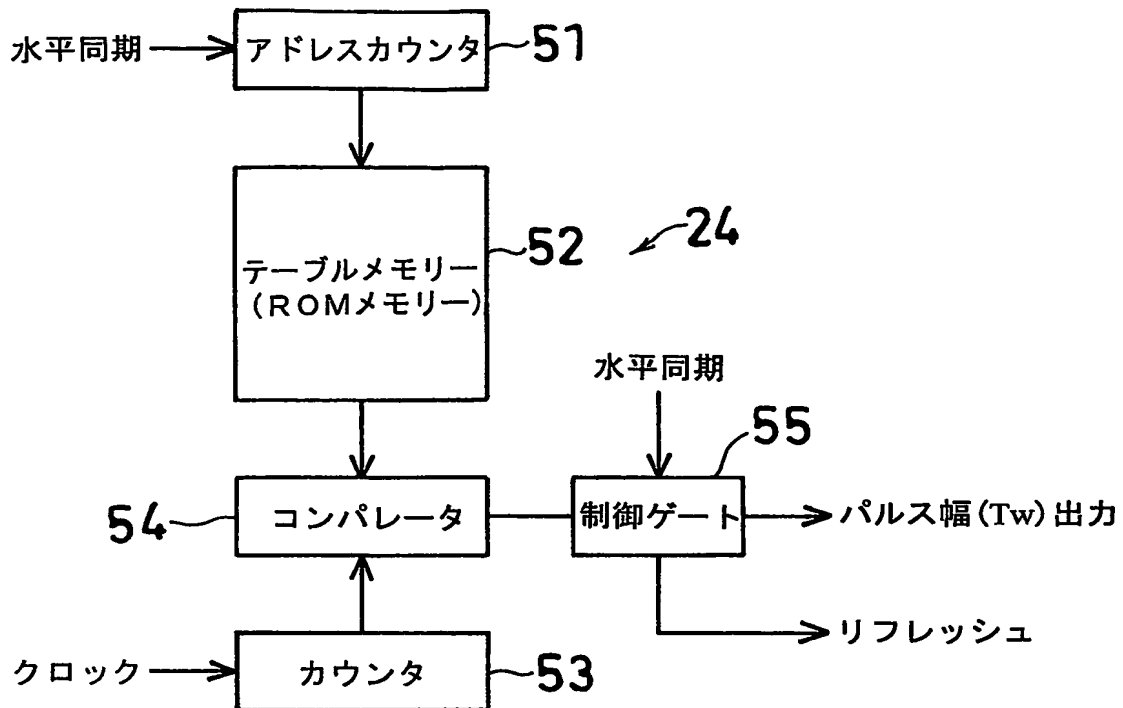 水平同期
アドレスカウンタ
51
テーブルメモリー
(ROMメモリー)
52
24
水平同期
55
54
コンパレータ
制御ゲート
パルス幅(Tw)出力
リフレッシュ
クロック
カウンタ
53